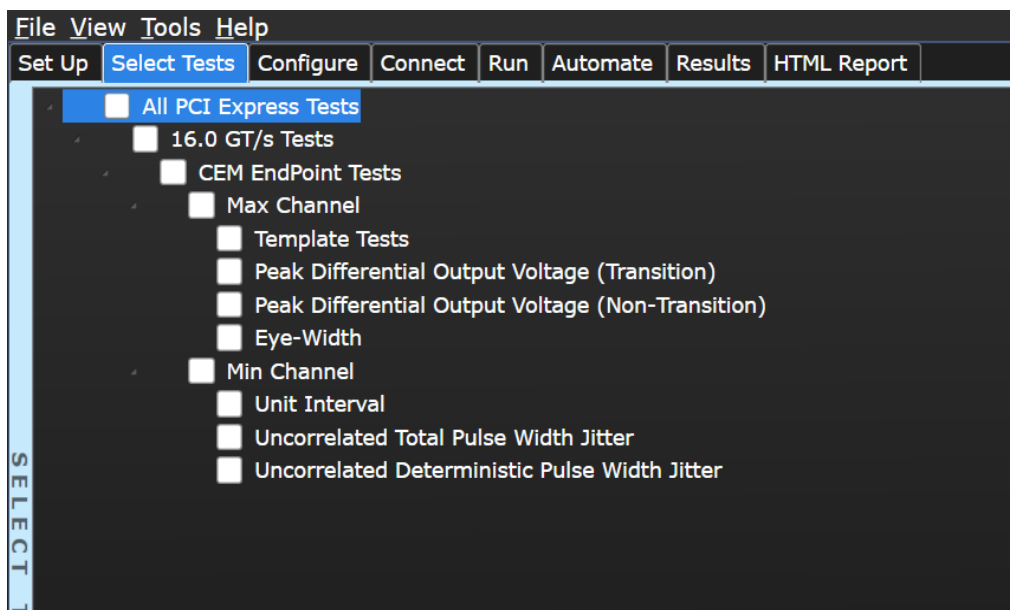 File View Tools Help
Set Up Select Tests Configure Connect Run Automate Results HTML Report
All PCI Express Tests
16.0 GT/s Tests
CEM EndPoint Tests
Max Channel
Template Tests
Peak Differential Output Voltage (Transition)
Peak Differential Output Voltage (Non-Transition)
Eye-Width
Min Channel
Unit Interval
Uncorrelated Total Pulse Width Jitter
Uncorrelated Deterministic Pulse Width Jitter
SELECT